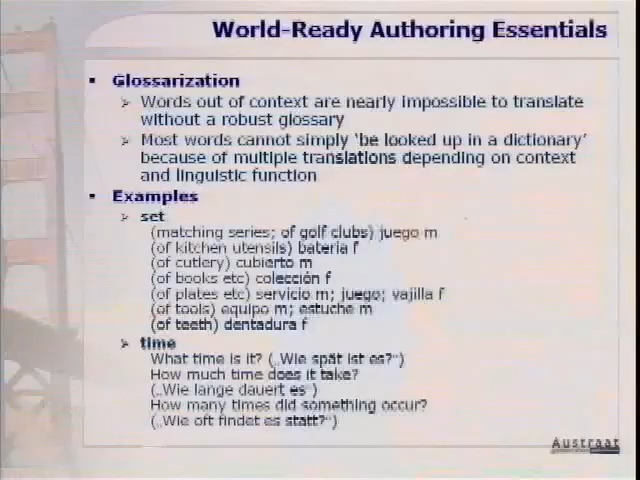 World-Ready Authoring Essentials
Glossarization
Words out of context are nearly impossible to translate
without a robust glossary
Most words cannot simply 'be looked up in a dictionary'
because of multiple translations depending on context
and linguistic function
Examples
set
(matching series; of golf clubs) juego m
(of kitchen utensils) bateria f
(of cutlery) cubierto m
(of books etc) colección f
(of plates etc) servicio m; juego; vajilla f
(of tools) equipo m; estuche m
(of teeth) dentadura f
time
What time is it? („Wie spät ist es?")
How much time does it take?
(„Wie lange dauert es")
How many times did something occur?
(„Wie oft findet es statt?")
Austraat